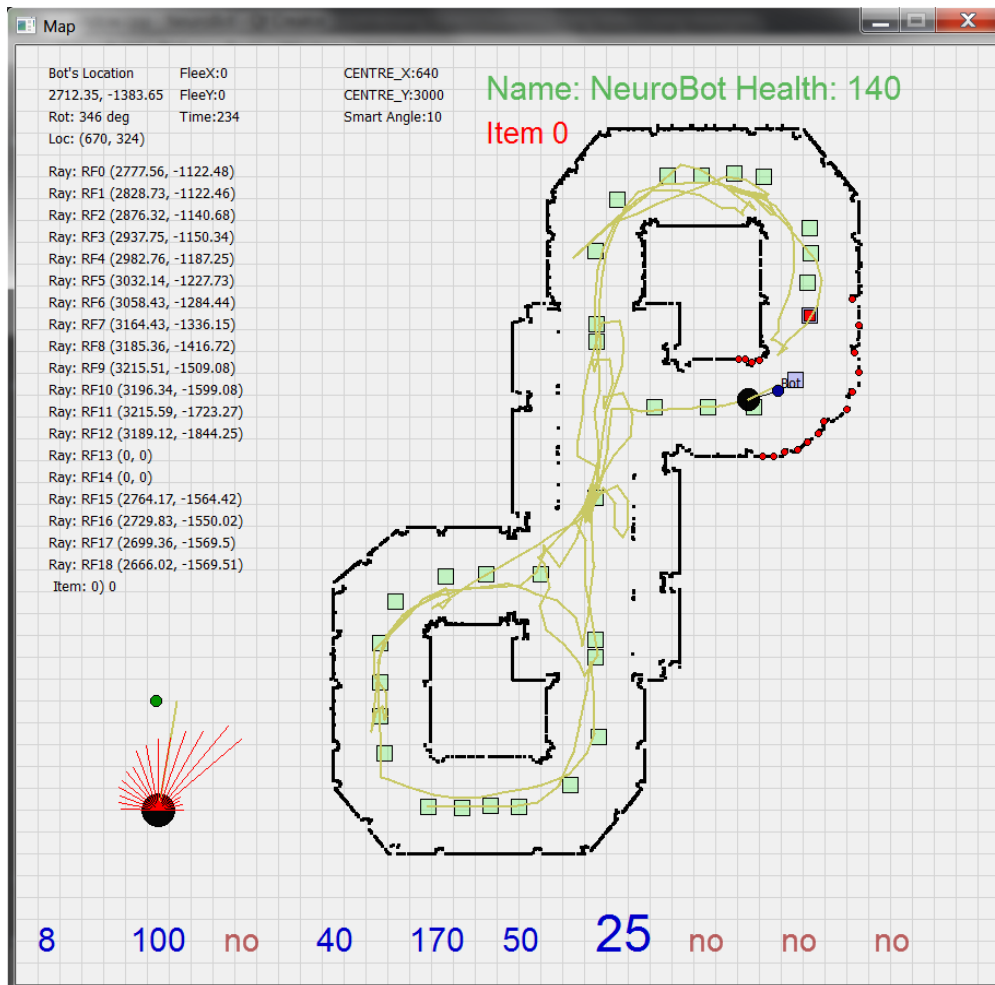 Map
Bot's Location FleeX:0 CENTRE_X:640
2712.35, -1383.65 FleeY:0 CENTRE_Y:3000
Rot: 346 deg Time:234 Smart Angle:10
Loc: (670, 324)
Name: NeuroBot Health: 140
Item 0
Ray: RF0 (2777.56, -1122.48)
Ray: RF1 (2828.73, -1122.46)
Ray: RF2 (2876.32, -1140.68)
Ray: RF3 (2937.75, -1150.34)
Ray: RF4 (2982.76, -1187.25)
Ray: RF5 (3032.14, -1227.73)
Ray: RF6 (3058.43, -1284.44)
Ray: RF7 (3164.43, -1336.15)
Ray: RF8 (3185.36, -1416.72)
Ray: RF9 (3215.51, -1509.08)
Ray: RF10 (3196.34, -1599.08)
Ray: RF11 (3215.59, -1723.27)
Ray: RF12 (3189.12, -1844.25)
Ray: RF13 (0, 0)
Ray: RF14 (0, 0)
Ray: RF15 (2764.17, -1564.42)
Ray: RF16 (2729.83, -1550.02)
Ray: RF17 (2699.36, -1569.5)
Ray: RF18 (2666.02, -1569.51)
Item: 0) 0
Bot
8 100 no 40 170 50 25 no no no